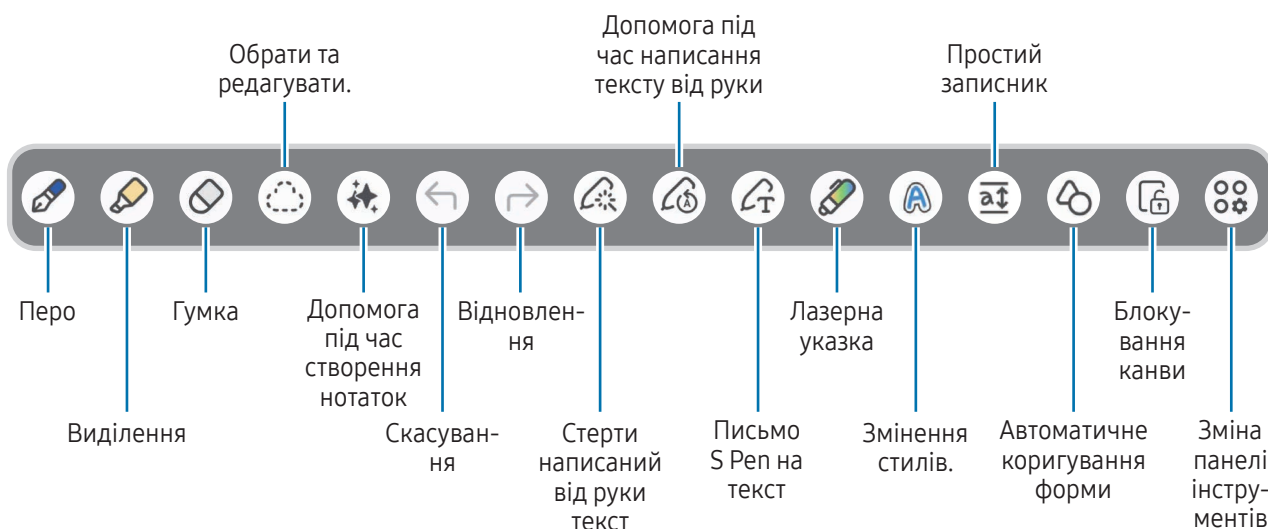 Обрати та
редагувати.
Допомога під
час написання
тексту від руки
Простий
записник
Перо
Гумка
Допомога
під час
створення
нотаток
Відновлен-
ня
Лазерна
указка
Блоку-
вання
канви
Виділення
Скасуван-
ня
Стерти
написаний
від руки
текст
Письмо
S Pen на
текст
Змінення
стилів.
Автоматичне
коригування
форми
Зміна
панелі
інстру-
ментів